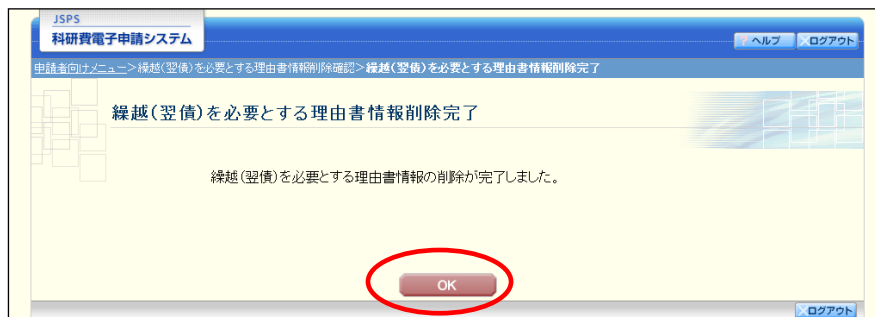 JSPS
科研費電子申請システム
? ヘルプ
ログアウト
申請者向けメニュー>繰越(翌債)を必要とする理由書情報削除確認>繰越(翌債)を必要とする理由書情報削除完了
繰越(翌債)を必要とする理由書情報削除完了
繰越(翌債)を必要とする理由書情報の削除が完了しました。
OK
ログアウト